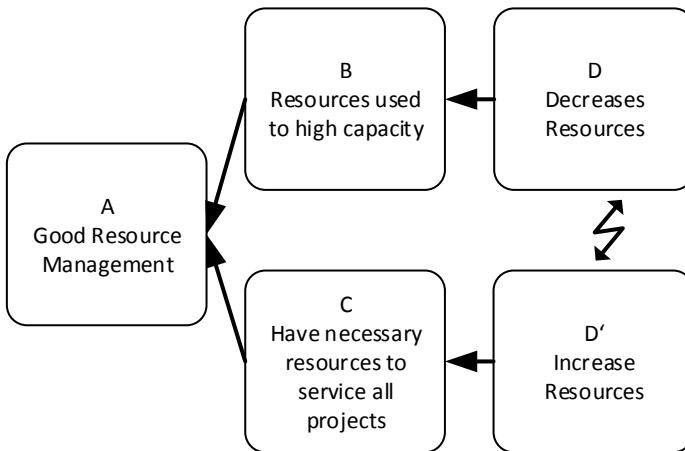 A
Good Resource
Management
B
Resources used
to high capacity
D
Decreases
Resources
C
Have necessary
resources to
service all
projects
D‘
Increase
Resources